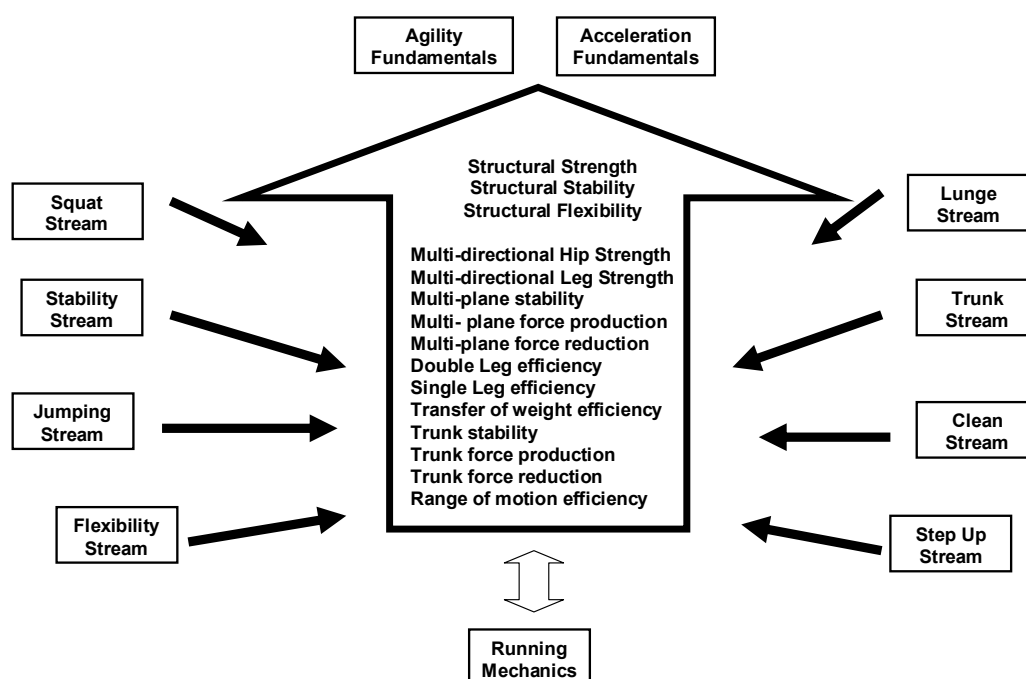 Agility
Fundamentals
Acceleration
Fundamentals
Structural Strength
Structural Stability
Structural Flexibility
Squat
Stream
Lunge
Stream
Multi-directional Hip Strength
Multi-directional Leg Strength
Multi-plane stability
Multi- plane force production
Multi-plane force reduction
Double Leg efficiency
Single Leg efficiency
Transfer of weight efficiency
Trunk stability
Trunk force production
Trunk force reduction
Range of motion efficiency
Stability
Stream
Trunk
Stream
Jumping
Stream
Clean
Stream
Flexibility
Stream
Step Up
Stream
Running
Mechanics